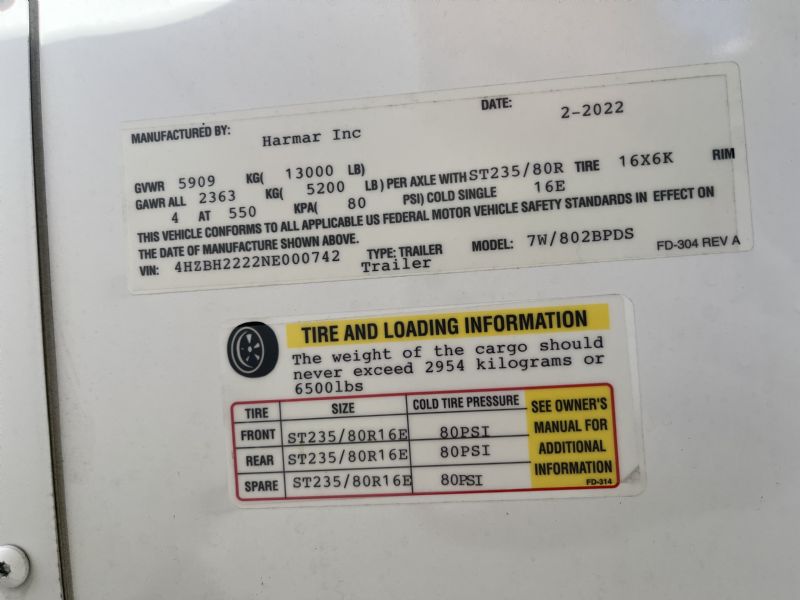 MANUFACTURED BY: Harmar Inc DATE: 2-2022
GVWR 5909 KG( 13000 LB)
GAWR ALL 2363 KG( 5200 LB) PER AXLE WITH ST235/80R TIRE 16X6K RIM
4 AT 550 KPA( 80 PSI) COLD SINGLE 16E
THIS VEHICLE CONFORMS TO ALL APPLICABLE US FEDERAL MOTOR VEHICLE SAFETY STANDARDS IN EFFECT ON
THE DATE OF MANUFACTURE SHOWN ABOVE.
VIN: 4HZBH2222NE000742 TYPE: TRAILER MODEL: 7W/802BPDS
Trailer FD-304 REV A
TIRE AND LOADING INFORMATION
The weight of the cargo should
never exceed 2954 kilograms or
6500lbs
TIRE SIZE COLD TIRE PRESSURE
FRONT ST235/80R16E 80PSI
REAR ST235/80R16E 80PSI
SPARE ST235/80R16E 80PSI
SEE OWNER'S
MANUAL FOR
ADDITIONAL
INFORMATION
FD-314